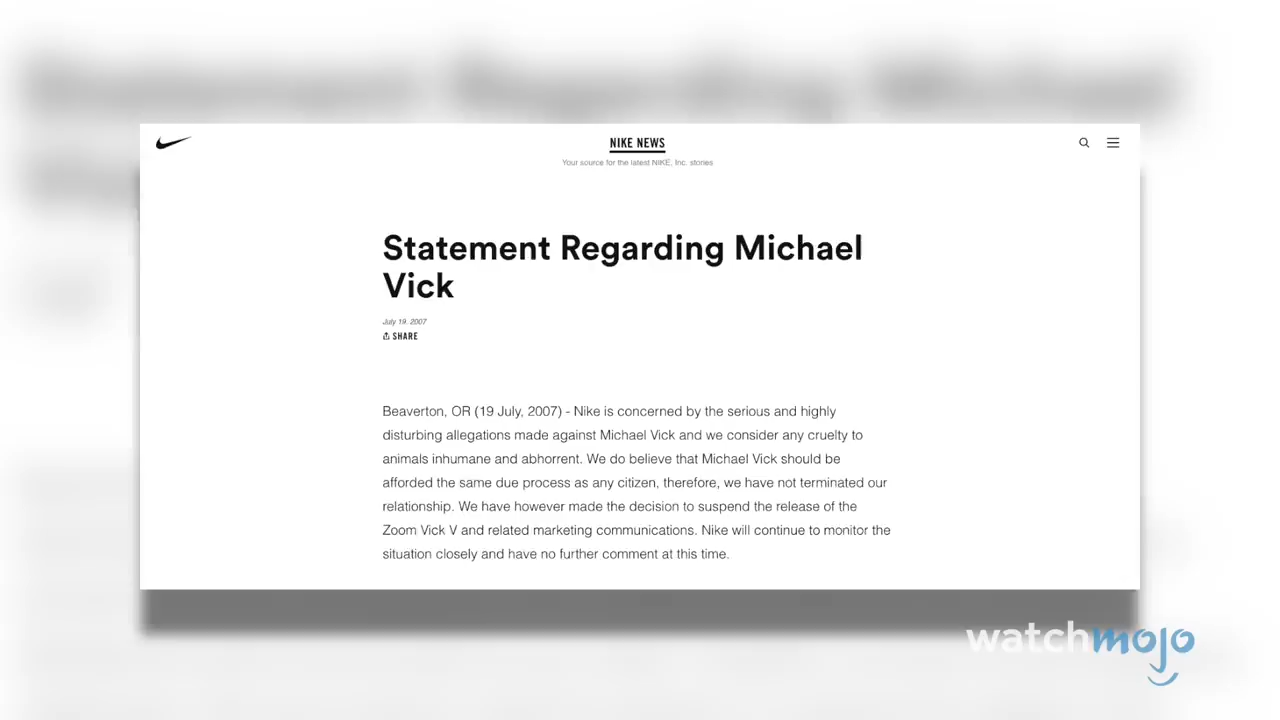 NIKE NEWS
Your source for the latest NIKE, Inc. stories
Statement Regarding Michael
Vick
July 19, 2007
SHARE
Beaverton, OR (19 July, 2007) - Nike is concerned by the serious and highly
disturbing allegations made against Michael Vick and we consider any cruelty to
animals inhumane and abhorrent. We do believe that Michael Vick should be
afforded the same due process as any citizen, therefore, we have not terminated our
relationship. We have however made the decision to suspend the release of the
Zoom Vick V and related marketing communications. Nike will continue to monitor the
situation closely and have no further comment at this time.
watchmojo